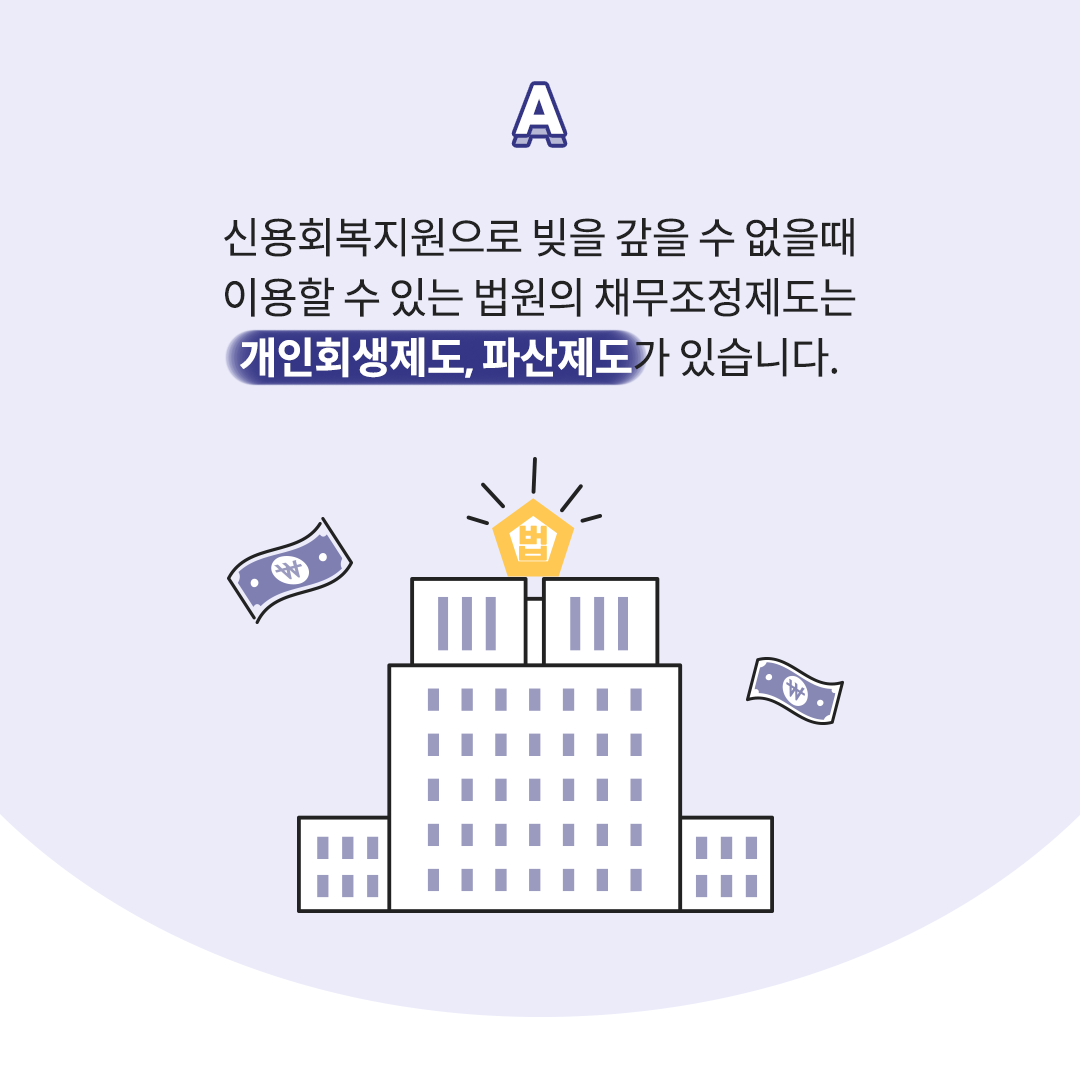 A
신용회복지원으로 빚을 갚을 수 없을때
이용할 수 있는 법원의 채무조정제도는
개인회생제도, 파산제도가 있습니다.
법
₩
₩